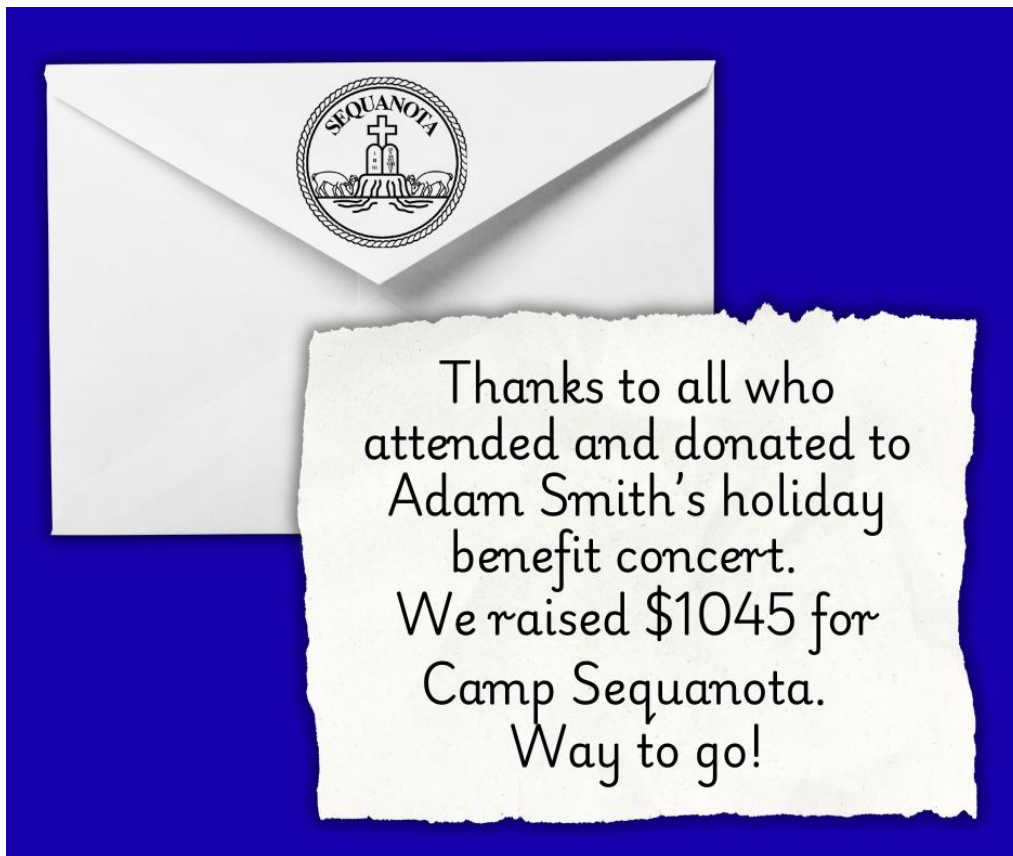 SEQUANOTA
Thanks to all who
attended and donated to
Adam Smith's holiday
benefit concert.
We raised $1045 for
Camp Sequanota.
Way to go!